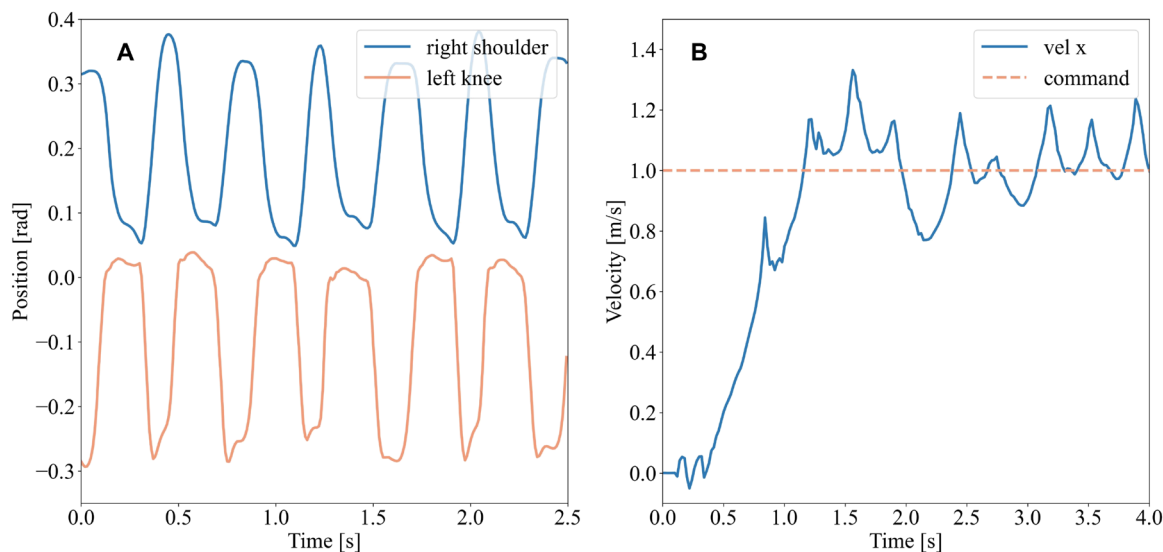 A
right shoulder
left knee
Position [rad]
0.4
0.3
0.2
0.1
0.0
−0.1
−0.2
−0.3
0.0 0.5 1.0 1.5 2.0 2.5
Time [s]
B
vel x
command
Velocity [m/s]
1.4
1.2
1.0
0.8
0.6
0.4
0.2
0.0
0.0 0.5 1.0 1.5 2.0 2.5 3.0 3.5 4.0
Time [s]